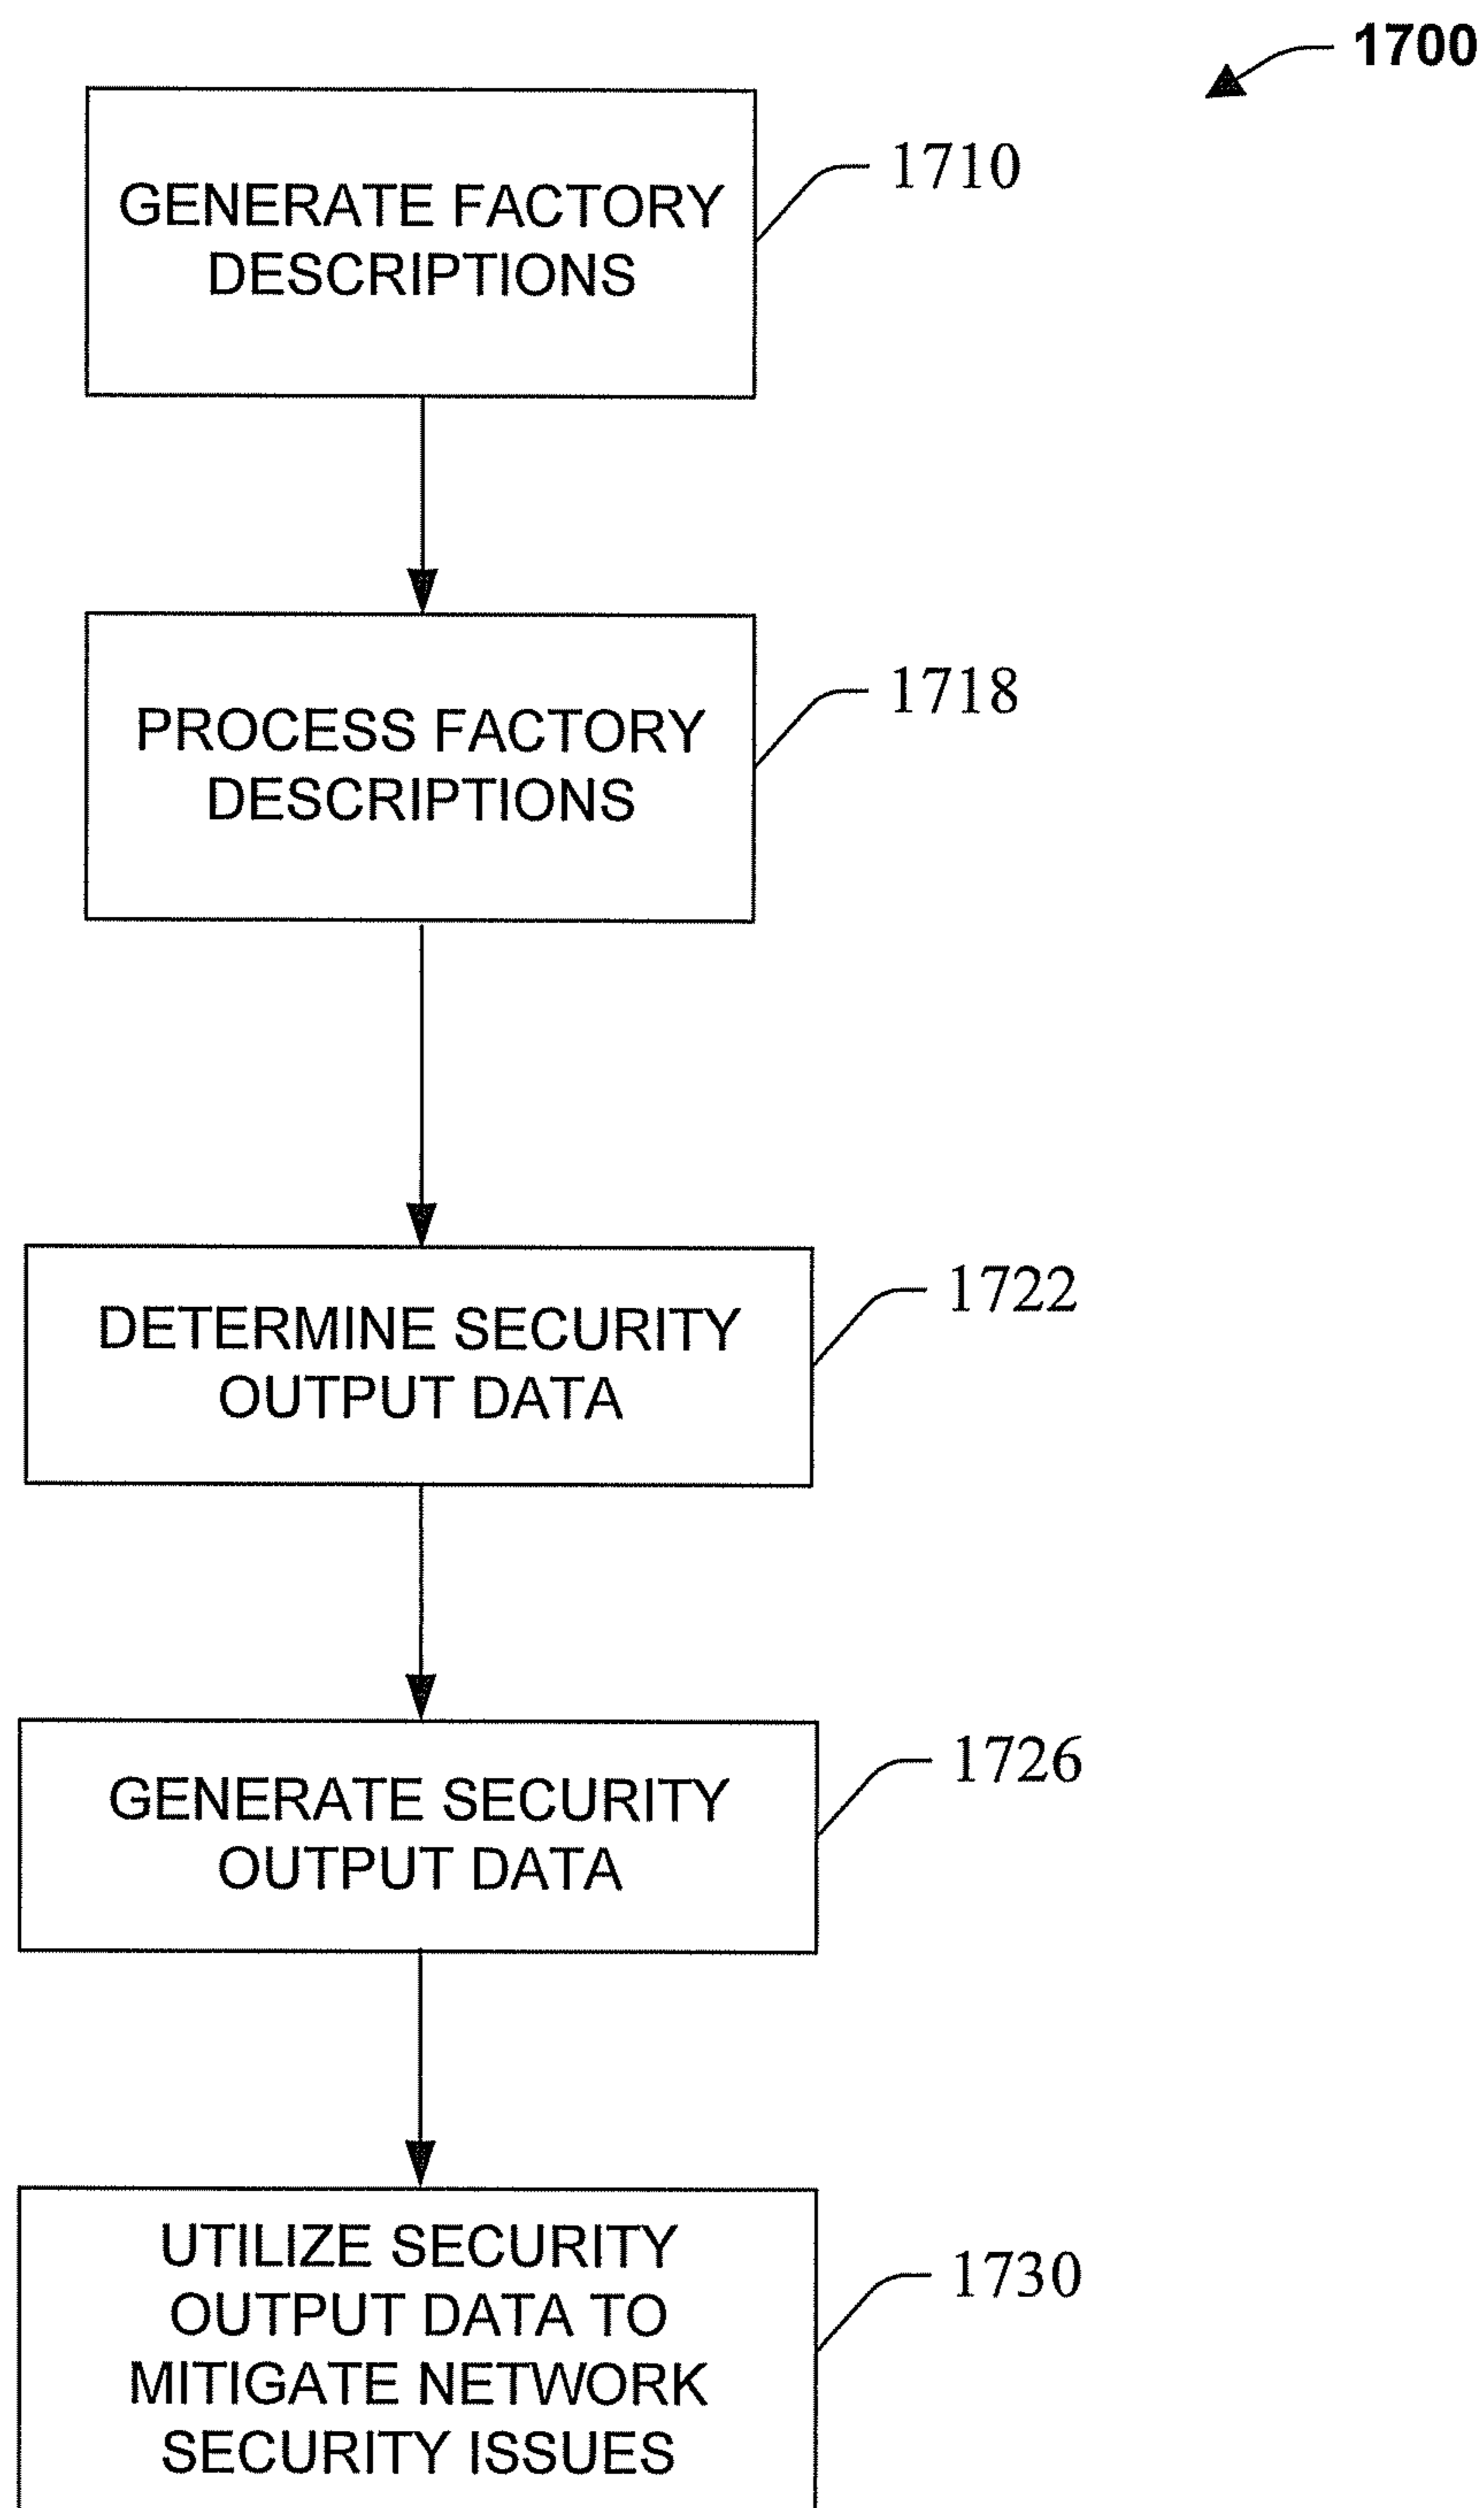 1700
GENERATE FACTORY
DESCRIPTIONS
1710
PROCESS FACTORY
DESCRIPTIONS
1718
DETERMINE SECURITY
OUTPUT DATA
1722
GENERATE SECURITY
OUTPUT DATA
1726
UTILIZE SECURITY
OUTPUT DATA TO
MITIGATE NETWORK
SECURITY ISSUES
1730